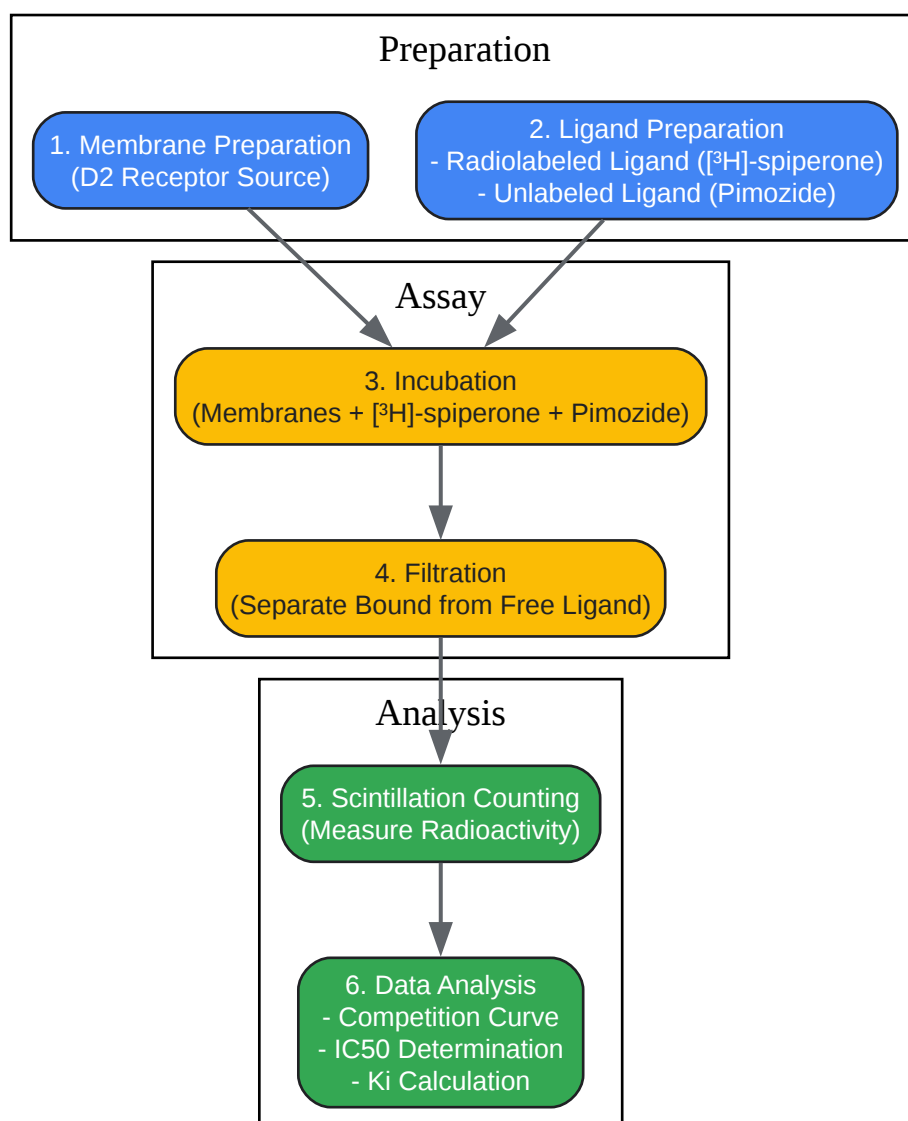 Preparation
1. Membrane Preparation
(D2 Receptor Source)
2. Ligand Preparation
- Radiolabeled Ligand ([³H]-spiperone)
- Unlabeled Ligand (Pimozide)
Assay
3. Incubation
(Membranes + [³H]-spiperone + Pimozide)
4. Filtration
(Separate Bound from Free Ligand)
Analysis
5. Scintillation Counting
(Measure Radioactivity)
6. Data Analysis
- Competition Curve
- IC50 Determination
- Ki Calculation